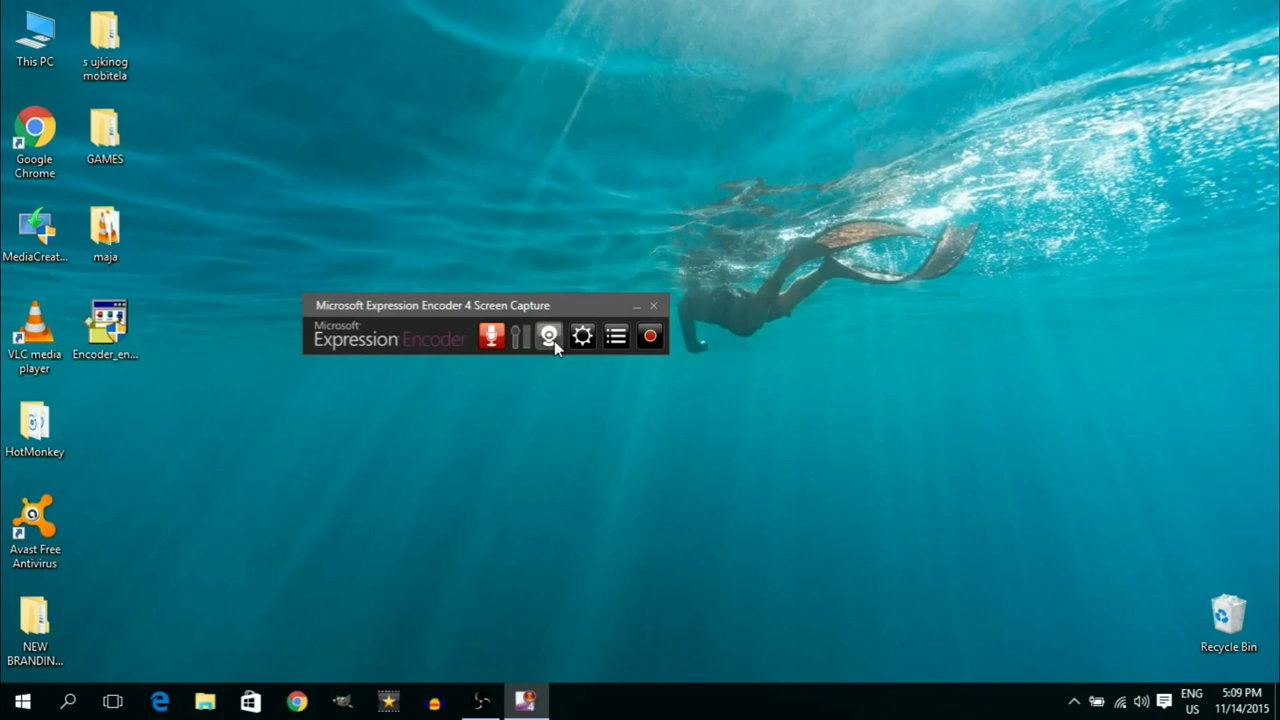 This PC
s ujkinog
mobitela
Google
Chrome
GAMES
MediaCreat...
maja
VLC media
player
Encoder_en...
HotMonkey
Avast Free
Antivirus
NEW
BRANDIN...
Microsoft Expression Encoder 4 Screen Capture
Microsoft
Expression Encoder
Recycle Bin
ENG
US
5:09 PM
11/14/2015